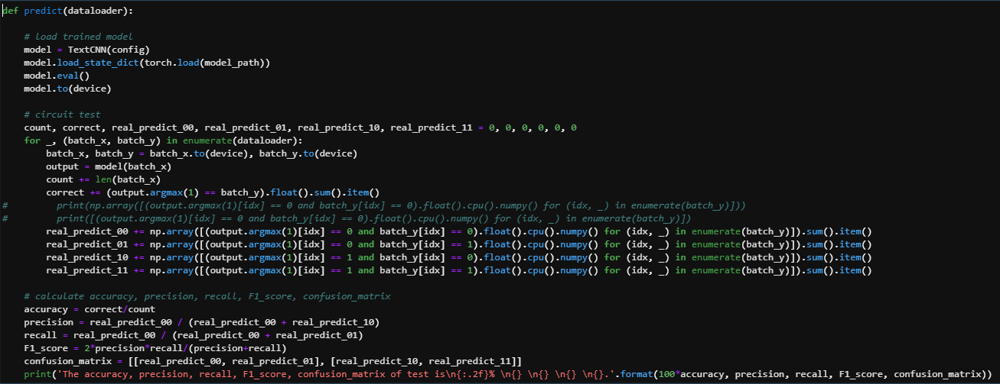 def predict(dataloader):
    # load trained model
    model = TextCNN(config)
    model.load_state_dict(torch.load(model_path))
    model.eval()
    model.to(device)
    # circuit test
    count, correct, real_predict_00, real_predict_01, real_predict_10, real_predict_11 = 0, 0, 0, 0, 0, 0
    for _, (batch_x, batch_y) in enumerate(dataloader):
        batch_x, batch_y = batch_x.to(device), batch_y.to(device)
        output = model(batch_x)
        count += len(batch_x)
        correct += (output.argmax(1) == batch_y).float().sum().item()
#         print(np.array([(output.argmax(1)[idx] == 0 and batch_y[idx] == 0).float().cpu().numpy() for (idx, _) in enumerate(batch_y)]))
#         print([(output.argmax(1)[idx] == 0 and batch_y[idx] == 0).float().cpu().numpy() for (idx, _) in enumerate(batch_y)])
        real_predict_00 += np.array([(output.argmax(1)[idx] == 0 and batch_y[idx] == 0).float().cpu().numpy() for (idx, _) in enumerate(batch_y)]).sum().item()
        real_predict_01 += np.array([(output.argmax(1)[idx] == 0 and batch_y[idx] == 1).float().cpu().numpy() for (idx, _) in enumerate(batch_y)]).sum().item()
        real_predict_10 += np.array([(output.argmax(1)[idx] == 1 and batch_y[idx] == 0).float().cpu().numpy() for (idx, _) in enumerate(batch_y)]).sum().item()
        real_predict_11 += np.array([(output.argmax(1)[idx] == 1 and batch_y[idx] == 1).float().cpu().numpy() for (idx, _) in enumerate(batch_y)]).sum().item()
    # calculate accuracy, precision, recall, F1_score, confusion_matrix
    accuracy = correct/count
    precision = real_predict_00 / (real_predict_00 + real_predict_10)
    recall = real_predict_00 / (real_predict_00 + real_predict_01)
    F1_score = 2*precision*recall/(precision+recall)
    confusion_matrix = [[real_predict_00, real_predict_01], [real_predict_10, real_predict_11]]
    print('The accuracy, precision, recall, F1_score, confusion_matrix of test is\n{:.2f}% \n{} \n{} \n{} \n{}.'.format(100*accuracy, precision, recall, F1_score, confusion_matrix))